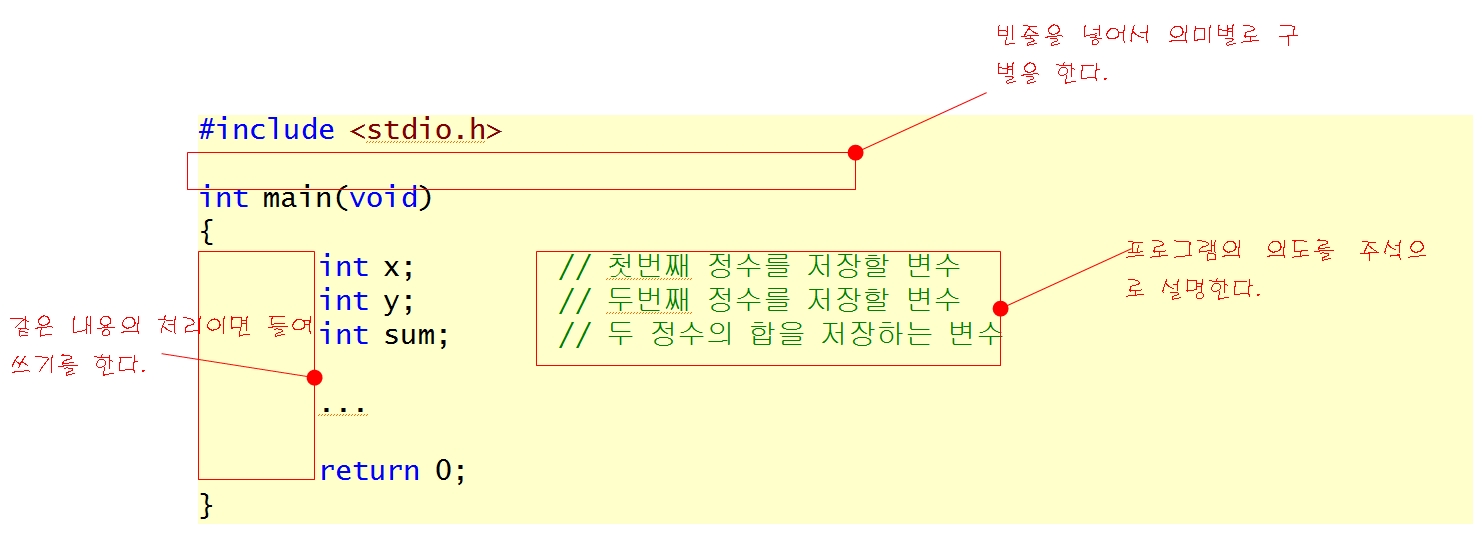 빈줄을 넣어서 의미별로 구
별을 한다.
#include <stdio.h>
int main(void)
{
int x; // 첫번째 정수를 저장할 변수
int y; // 두번째 정수를 저장할 변수
int sum; // 두 정수의 합을 저장하는 변수
...
return 0;
}
프로그램의 의도를 주석으
로 설명한다.
같은 내용의 처리이면 들여
쓰기를 한다.